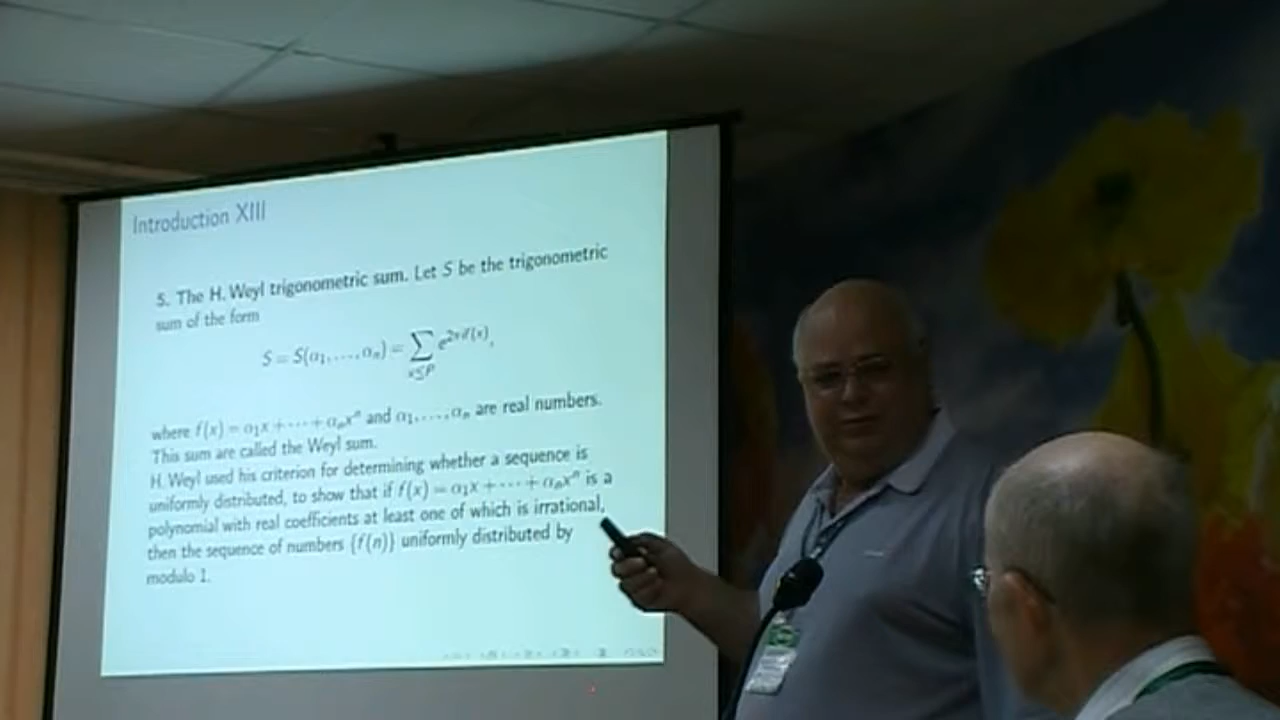 Introduction XIII
5. The H. Weyl trigonometric sum. Let S be the trigonometric
sum of the form
S = S(α₁, . . . , αₙ) = ∑ e^{2πif(x)},
x≤P
where f(x) = α₁x + · · · + αₙxⁿ and α₁, . . . , αₙ are real numbers.
This sum are called the Weyl sum.
H. Weyl used his criterion for determining whether a sequence is
uniformly distributed, to show that if f(x) = α₁x + · · · + αₙxⁿ is a
polynomial with real coefficients at least one of which is irrational,
then the sequence of numbers {f(n)} uniformly distributed by
modulo 1.